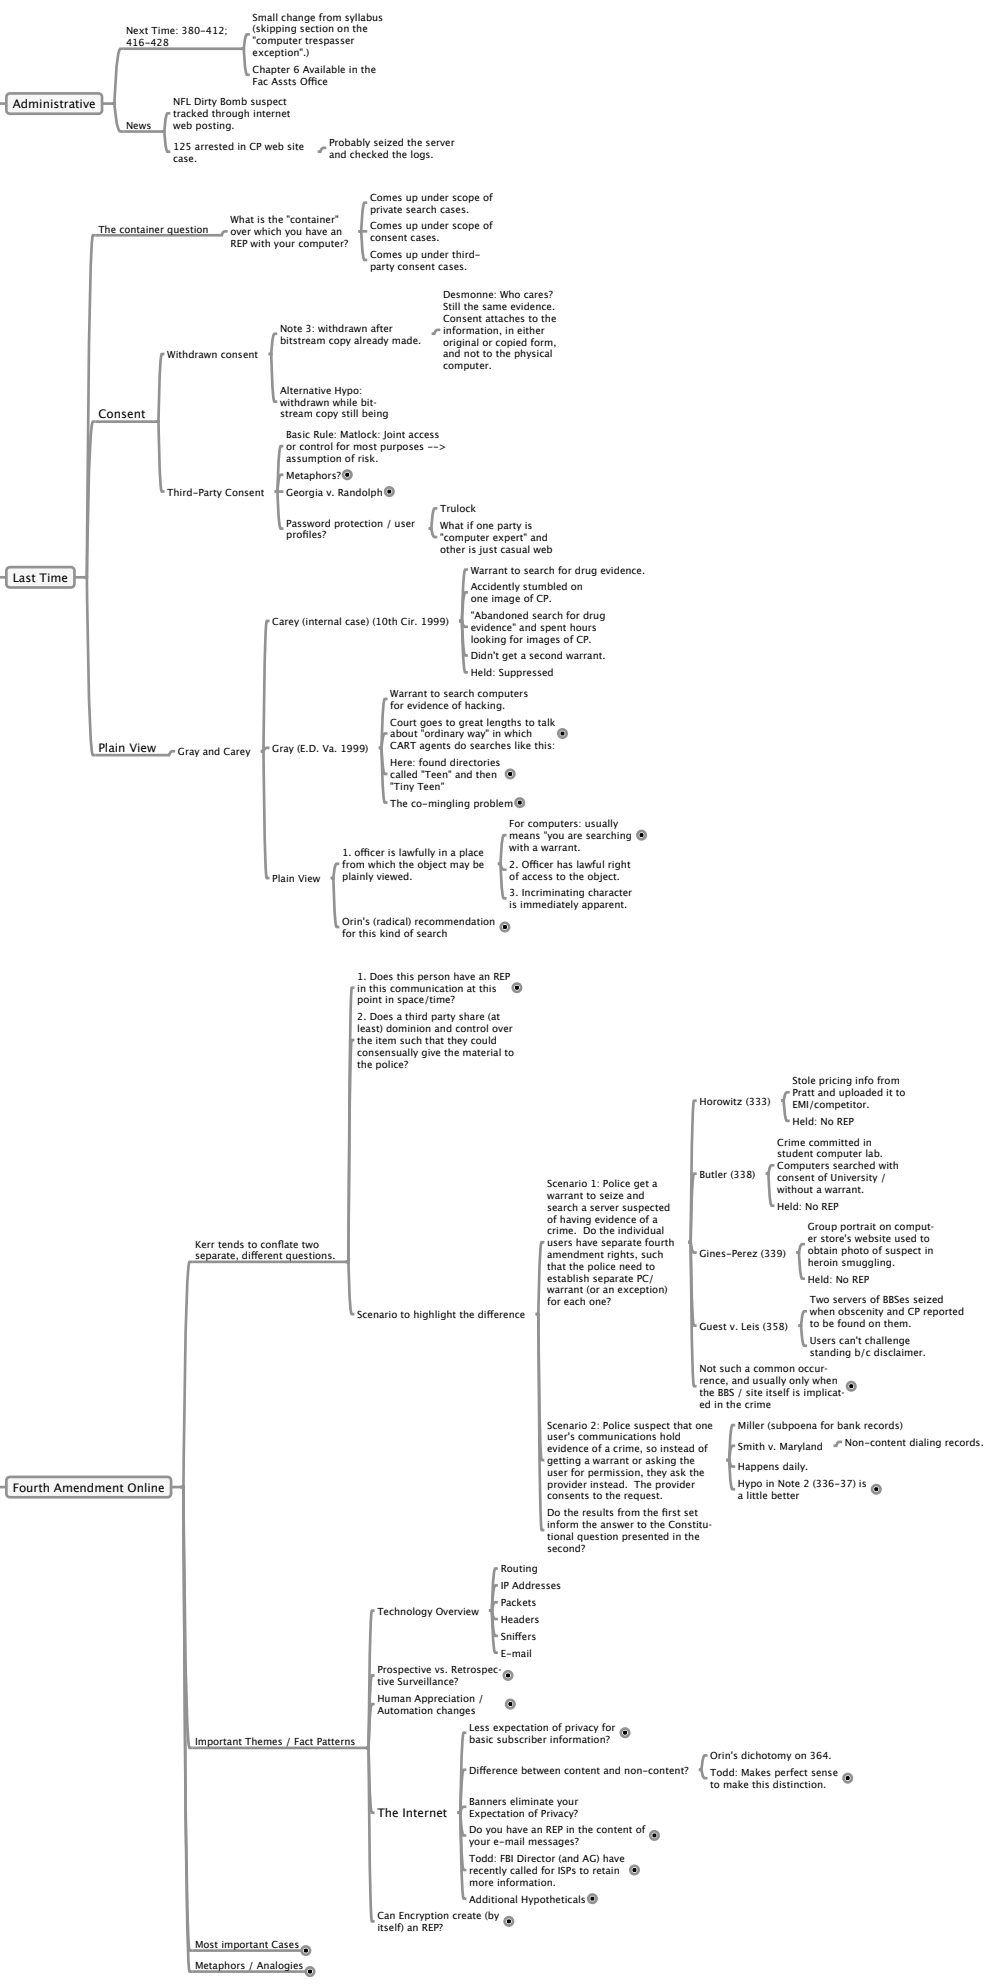 Administrative
Next Time: 380-412;
416-428
Small change from syllabus
(skipping section on the
"computer trespasser
exception".)
Chapter 6 Available in the
Fac Assts Office
News
NFL Dirty Bomb suspect
tracked through internet
web posting.
125 arrested in CP web site
case.
Probably seized the server
and checked the logs.
Last Time
The container question
What is the "container"
over which you have an
REP with your computer?
Comes up under scope of
private search cases.
Comes up under scope of
consent cases.
Comes up under third-
party consent cases.
Consent
Withdrawn consent
Note 3: withdrawn after
bitstream copy already made.
Desmonne: Who cares?
Still the same evidence.
Consent attaches to the
information, in either
original or copied form,
and not to the physical
computer.
Alternative Hypo:
withdrawn while bit-
stream copy still being
Third-Party Consent
Basic Rule: Matlock: Joint access
or control for most purposes -->
assumption of risk.
Metaphors?
Georgia v. Randolph
Password protection / user
profiles?
Trulock
What if one party is
"computer expert" and
other is just casual web
Plain View
Gray and Carey
Carey (internal case) (10th Cir. 1999)
Warrant to search for drug evidence.
Accidently stumbled on
one image of CP.
"Abandoned search for drug
evidence" and spent hours
looking for images of CP.
Didn't get a second warrant.
Held: Suppressed
Gray (E.D. Va. 1999)
Warrant to search computers
for evidence of hacking.
Court goes to great lengths to talk
about "ordinary way" in which
CART agents do searches like this:
Here: found directories
called "Teen" and then
"Tiny Teen"
The co-mingling problem
Plain View
1. officer is lawfully in a place
from which the object may be
plainly viewed.
For computers: usually
means "you are searching
with a warrant.
2. Officer has lawful right
of access to the object.
3. Incriminating character
is immediately apparent.
Orin's (radical) recommendation
for this kind of search
Fourth Amendment Online
Kerr tends to conflate two
separate, different questions.
1. Does this person have an REP
in this communication at this
point in space/time?
2. Does a third party share (at
least) dominion and control over
the item such that they could
consensually give the material to
the police?
Scenario to highlight the difference
Scenario 1: Police get a
warrant to seize and
search a server suspected
of having evidence of a
crime. Do the individual
users have separate fourth
amendment rights, such
that the police need to
establish separate PC/
warrant (or an exception)
for each one?
Horowitz (333)
Stole pricing info from
Pratt and uploaded it to
EMI/competitor.
Held: No REP
Butler (338)
Crime committed in
student computer lab.
Computers searched with
consent of University /
without a warrant.
Held: No REP
Gines-Perez (339)
Group portrait on comput-
er store's website used to
obtain photo of suspect in
heroin smuggling.
Held: No REP
Guest v. Leis (358)
Two servers of BBSes seized
when obscenity and CP reported
to be found on them.
Users can't challenge
standing b/c disclaimer.
Not such a common occur-
rence, and usually only when
the BBS / site itself is implicat-
ed in the crime
Scenario 2: Police suspect that one
user's communications hold
evidence of a crime, so instead of
getting a warrant or asking the
user for permission, they ask the
provider instead. The provider
consents to the request.
Miller (subpoena for bank records)
Smith v. Maryland
Non-content dialing records.
Happens daily.
Hypo in Note 2 (336-37) is
a little better
Do the results from the first set
inform the answer to the Constitu-
tional question presented in the
second?
Important Themes / Fact Patterns
Technology Overview
Routing
IP Addresses
Packets
Headers
Sniffers
E-mail
Prospective vs. Retrospec-
tive Surveillance?
Human Appreciation /
Automation changes
The Internet
Less expectation of privacy for
basic subscriber information?
Difference between content and non-content?
Orin's dichotomy on 364.
Todd: Makes perfect sense
to make this distinction.
Banners eliminate your
Expectation of Privacy?
Do you have an REP in the content of
your e-mail messages?
Todd: FBI Director (and AG) have
recently called for ISPs to retain
more information.
Additional Hypotheticals
Can Encryption create (by
itself) an REP?
Most important Cases
Metaphors / Analogies